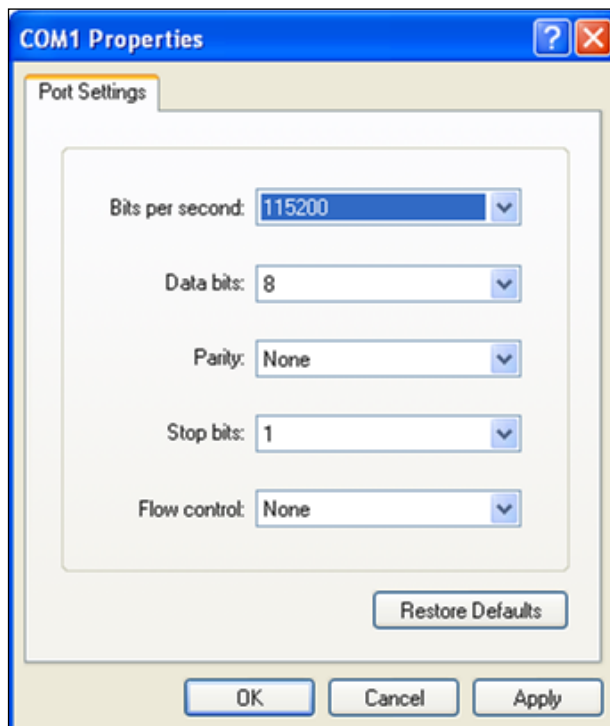 COM1 Properties
Port Settings
Bits per second: 115200
Data bits: 8
Parity: None
Stop bits: 1
Flow control: None
Restore Defaults
OK Cancel Apply